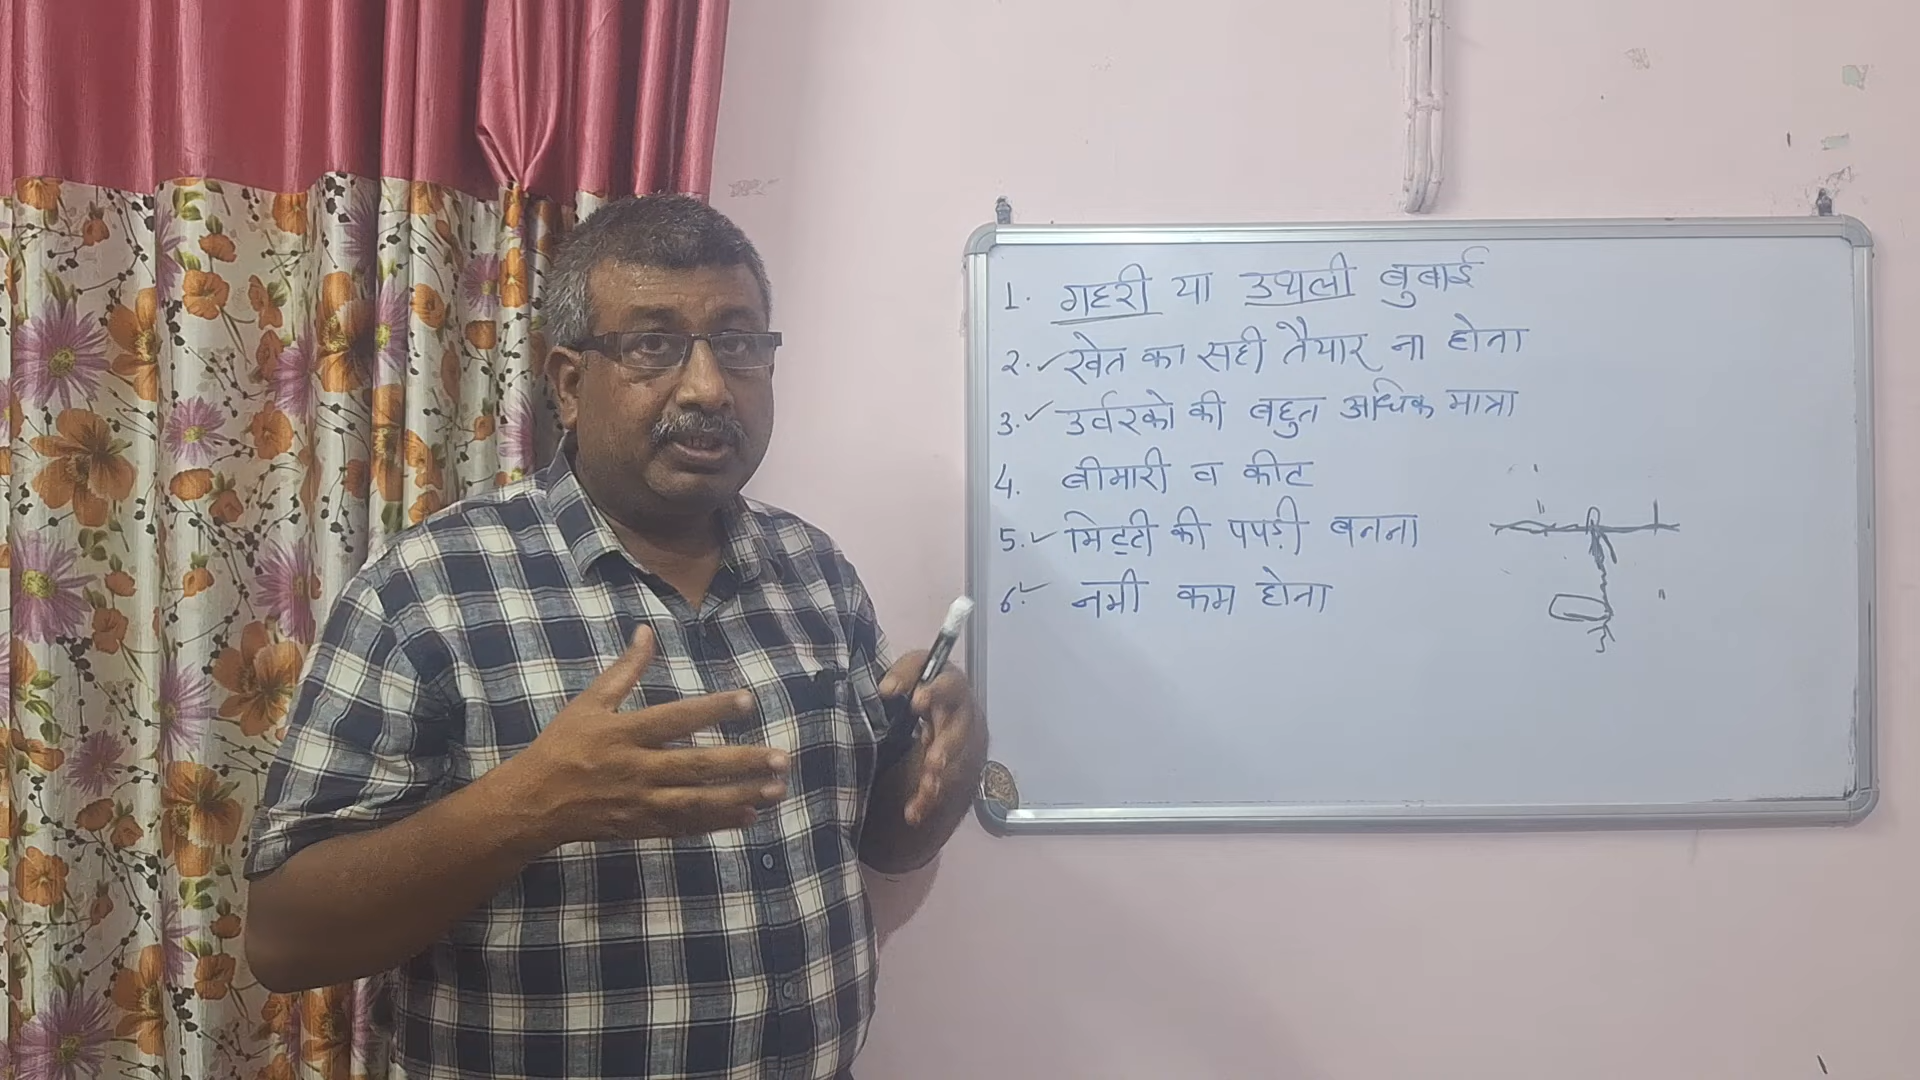 1. गहरी या उथली बुबाई
2. ✓ खेत का सही तैयार ना होना
3. ✓ उर्वरको की बहुत अधिक मात्रा
4. बीमारी व कीट
5. ✓ मिट्टी की पपड़ी बनना
6. ✓ नमी कम होना